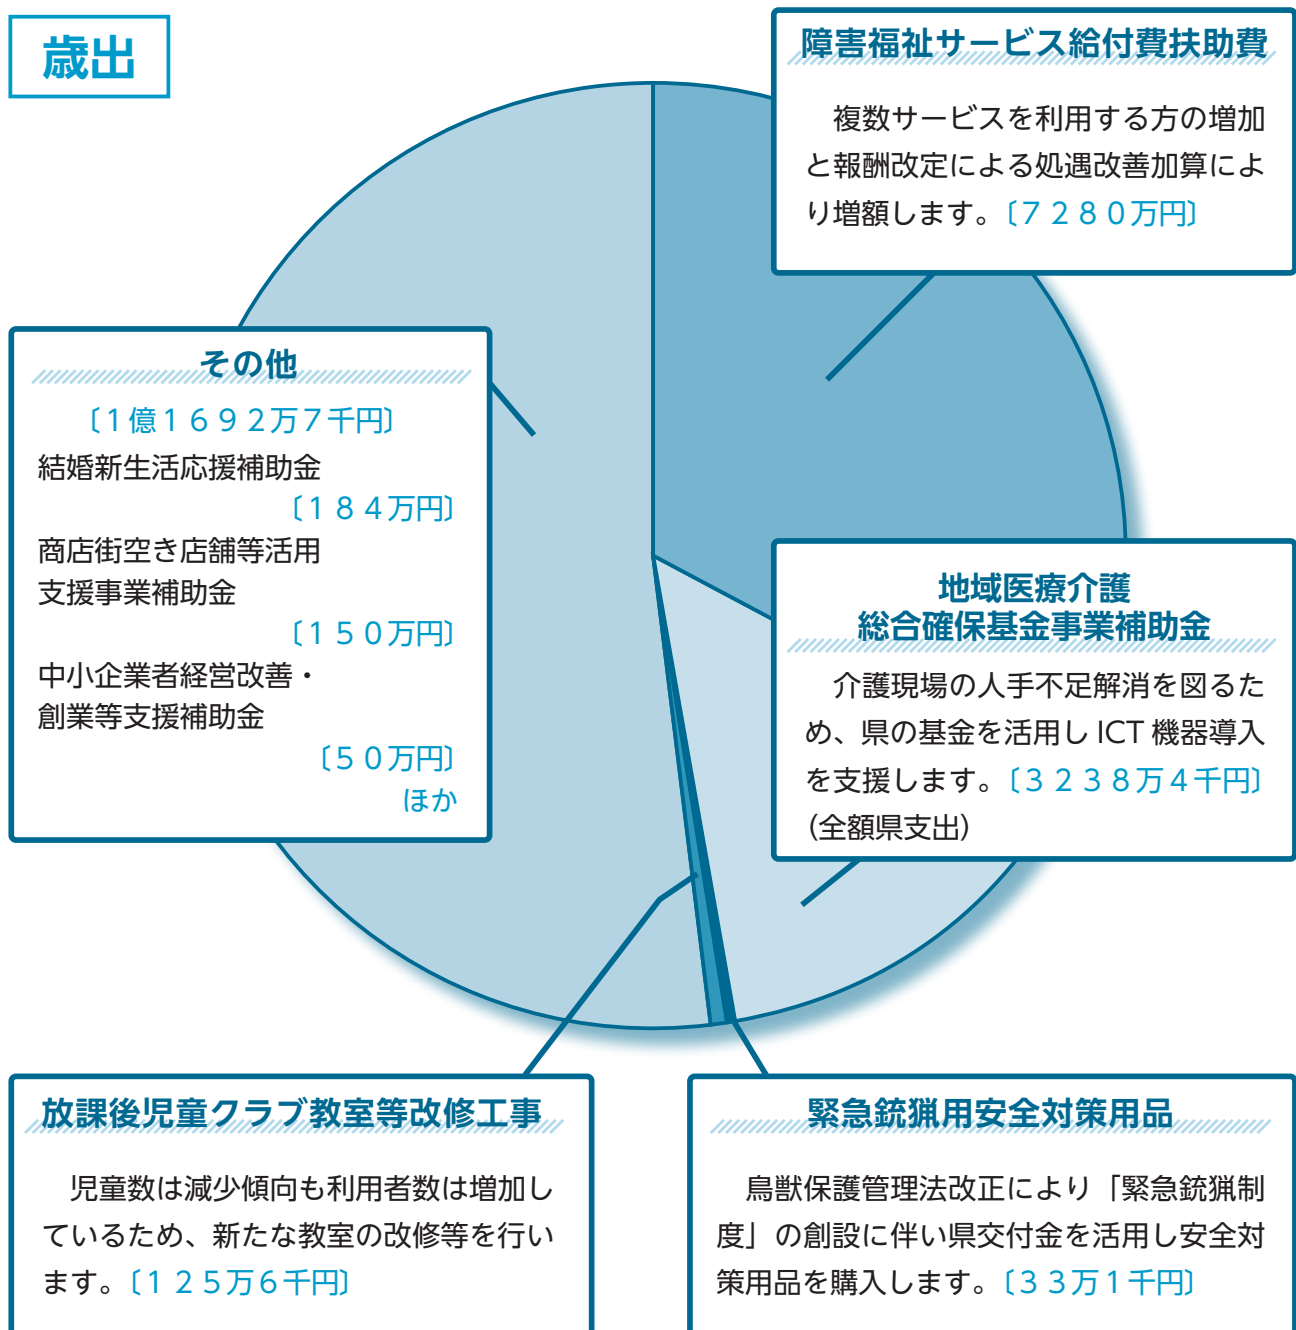 歳出
障害福祉サービス給付費扶助費
複数サービスを利用する方の増加
と報酬改定による処遇改善加算によ
り増額します。〔７２８０万円〕
その他
〔１億１６９２万７千円〕
結婚新生活応援補助金
〔１８４万円〕
商店街空き店舗等活用
支援事業補助金
〔１５０万円〕
中小企業者経営改善・
創業等支援補助金
〔５０万円〕
ほか
地域医療介護
総合確保基金事業補助金
介護現場の人手不足解消を図るた
め、県の基金を活用し ICT 機器導入
を支援します。〔３２３８万４千円〕
（全額県支出）
放課後児童クラブ教室等改修工事
児童数は減少傾向も利用者数は増加し
ているため、新たな教室の改修等を行い
ます。〔１２５万６千円〕
緊急銃猟用安全対策用品
鳥獣保護管理法改正により「緊急銃猟制
度」の創設に伴い県交付金を活用し安全対
策用品を購入します。〔３３万１千円〕